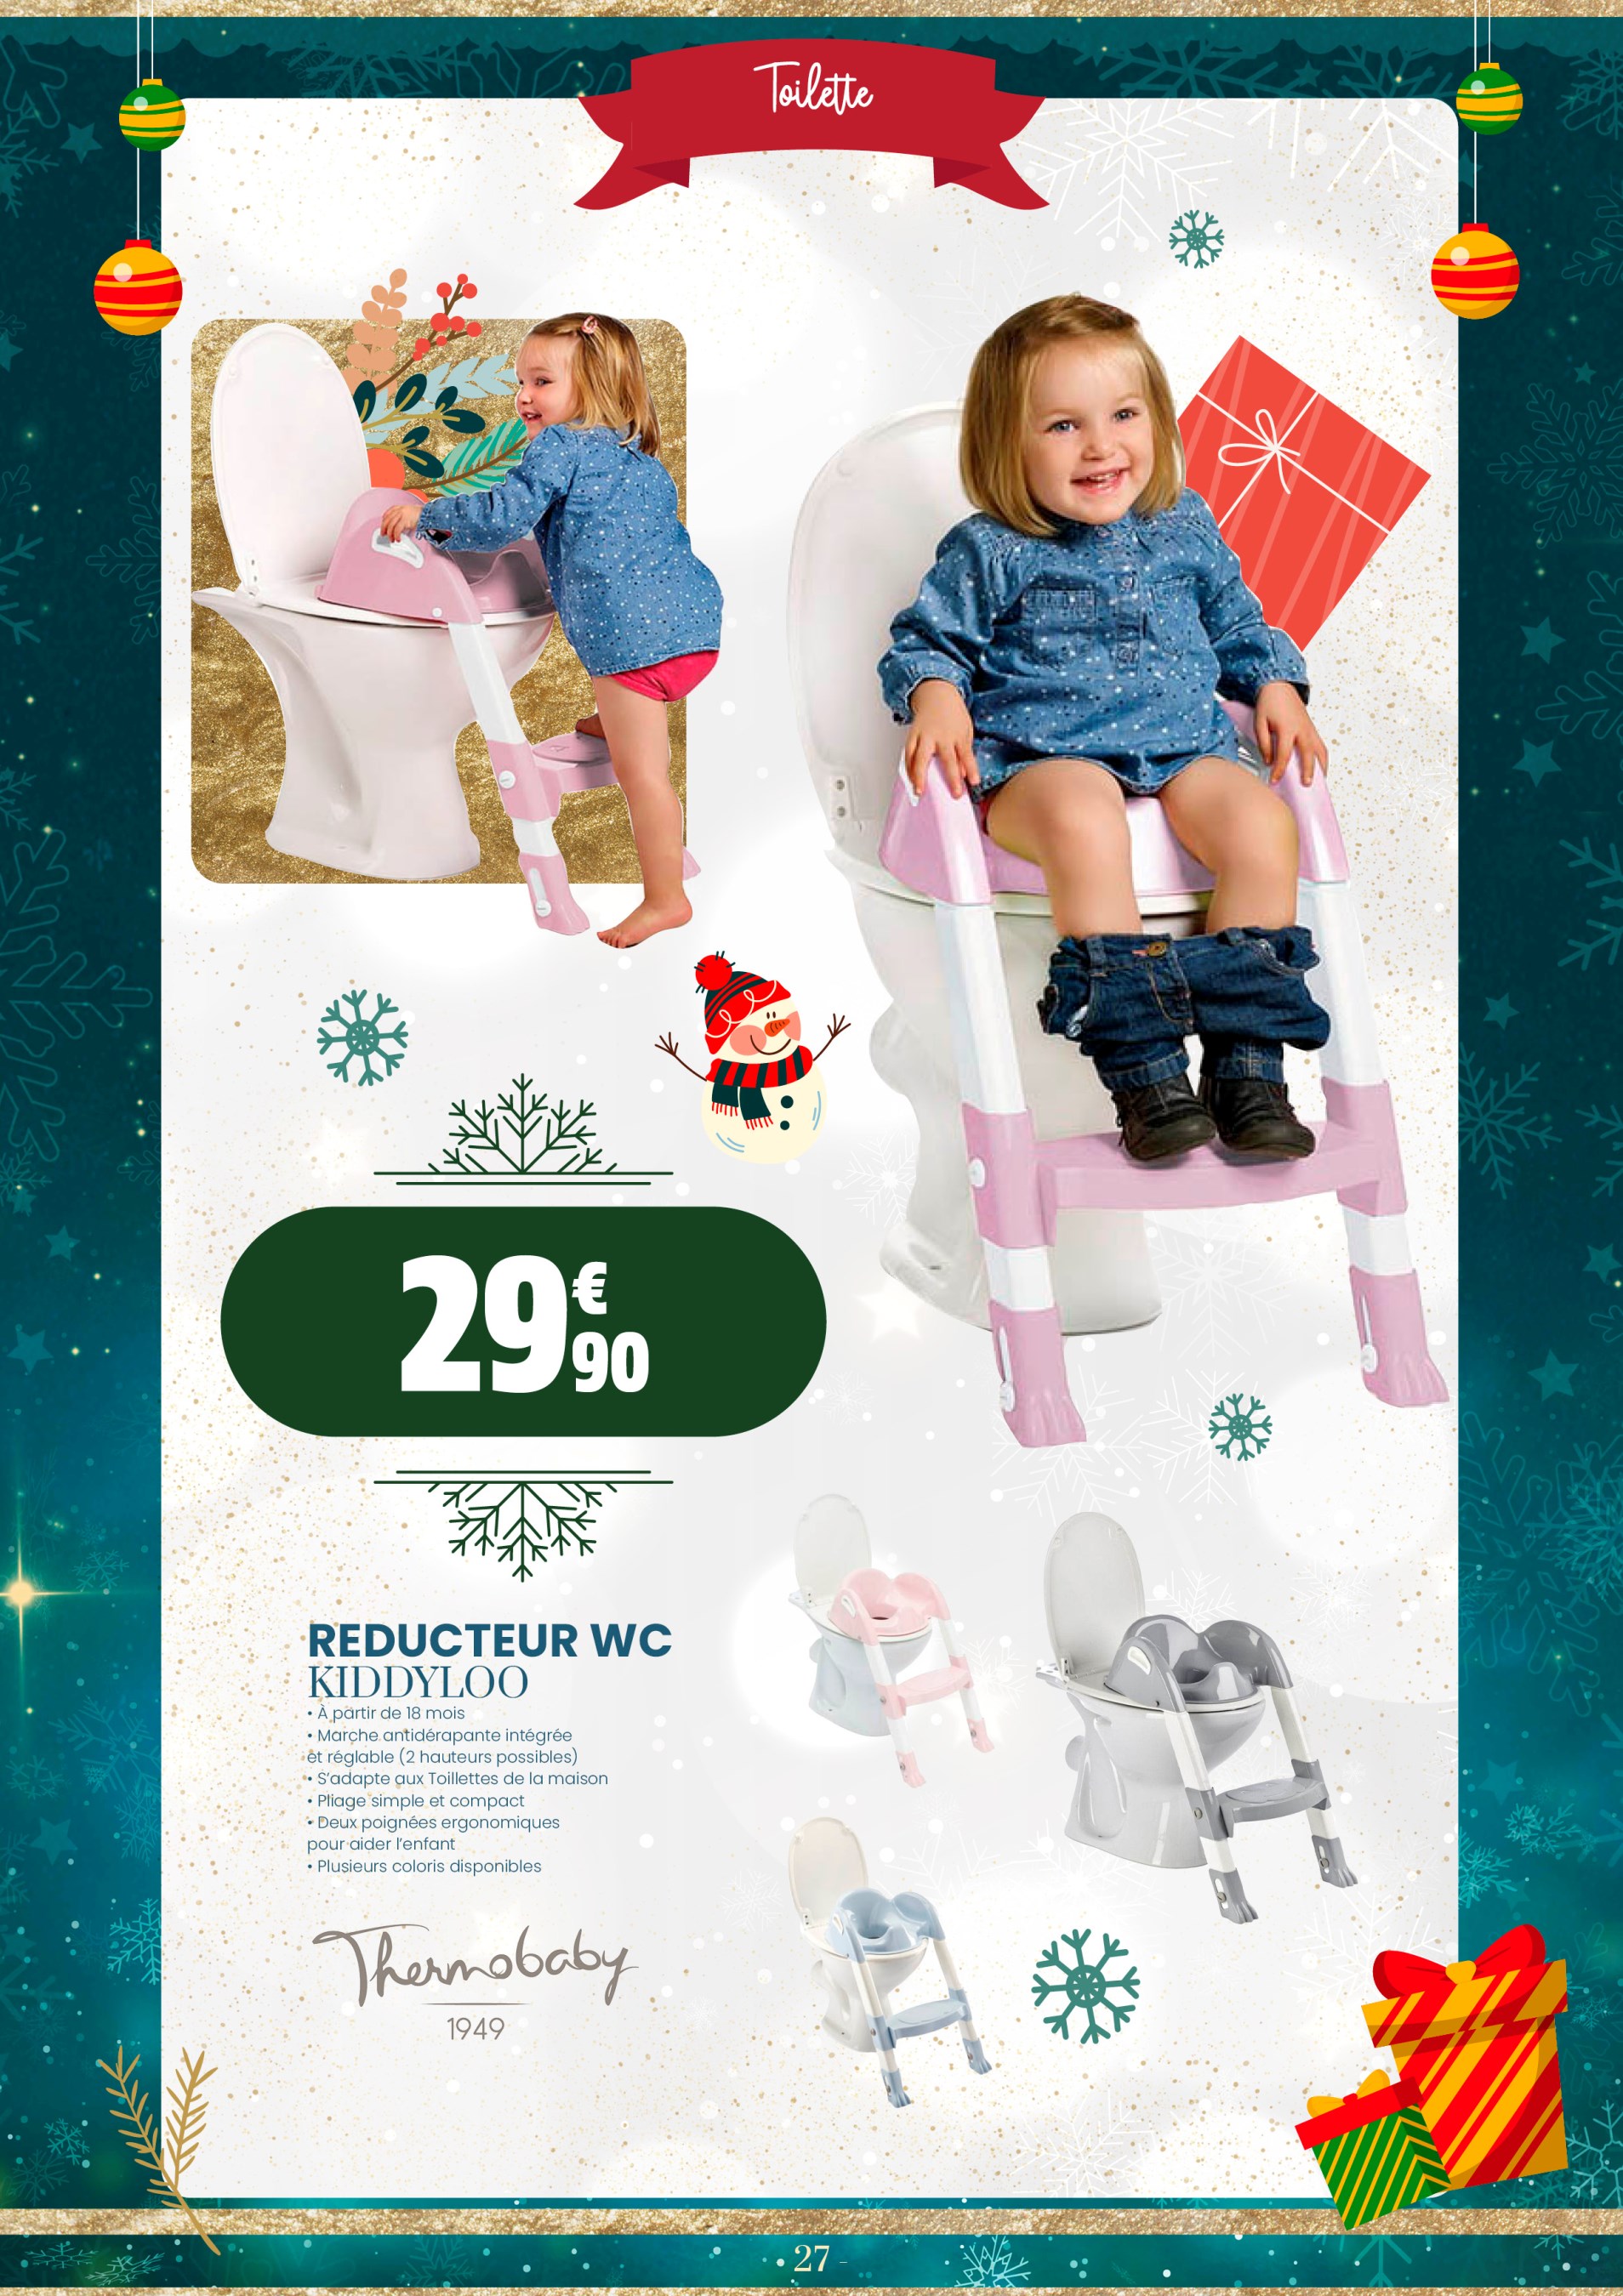 Toilette
29€90
REDUCTEUR WC
KIDDYLOO
• À partir de 18 mois
• Marche antidérapante intégrée
et réglable (2 hauteurs possibles)
• S'adapte aux Toillettes de la maison
• Pliage simple et compact
• Deux poignées ergonomiques
pour aider l'enfant
• Plusieurs coloris disponibles
Thermobaby
1949
• 27 -